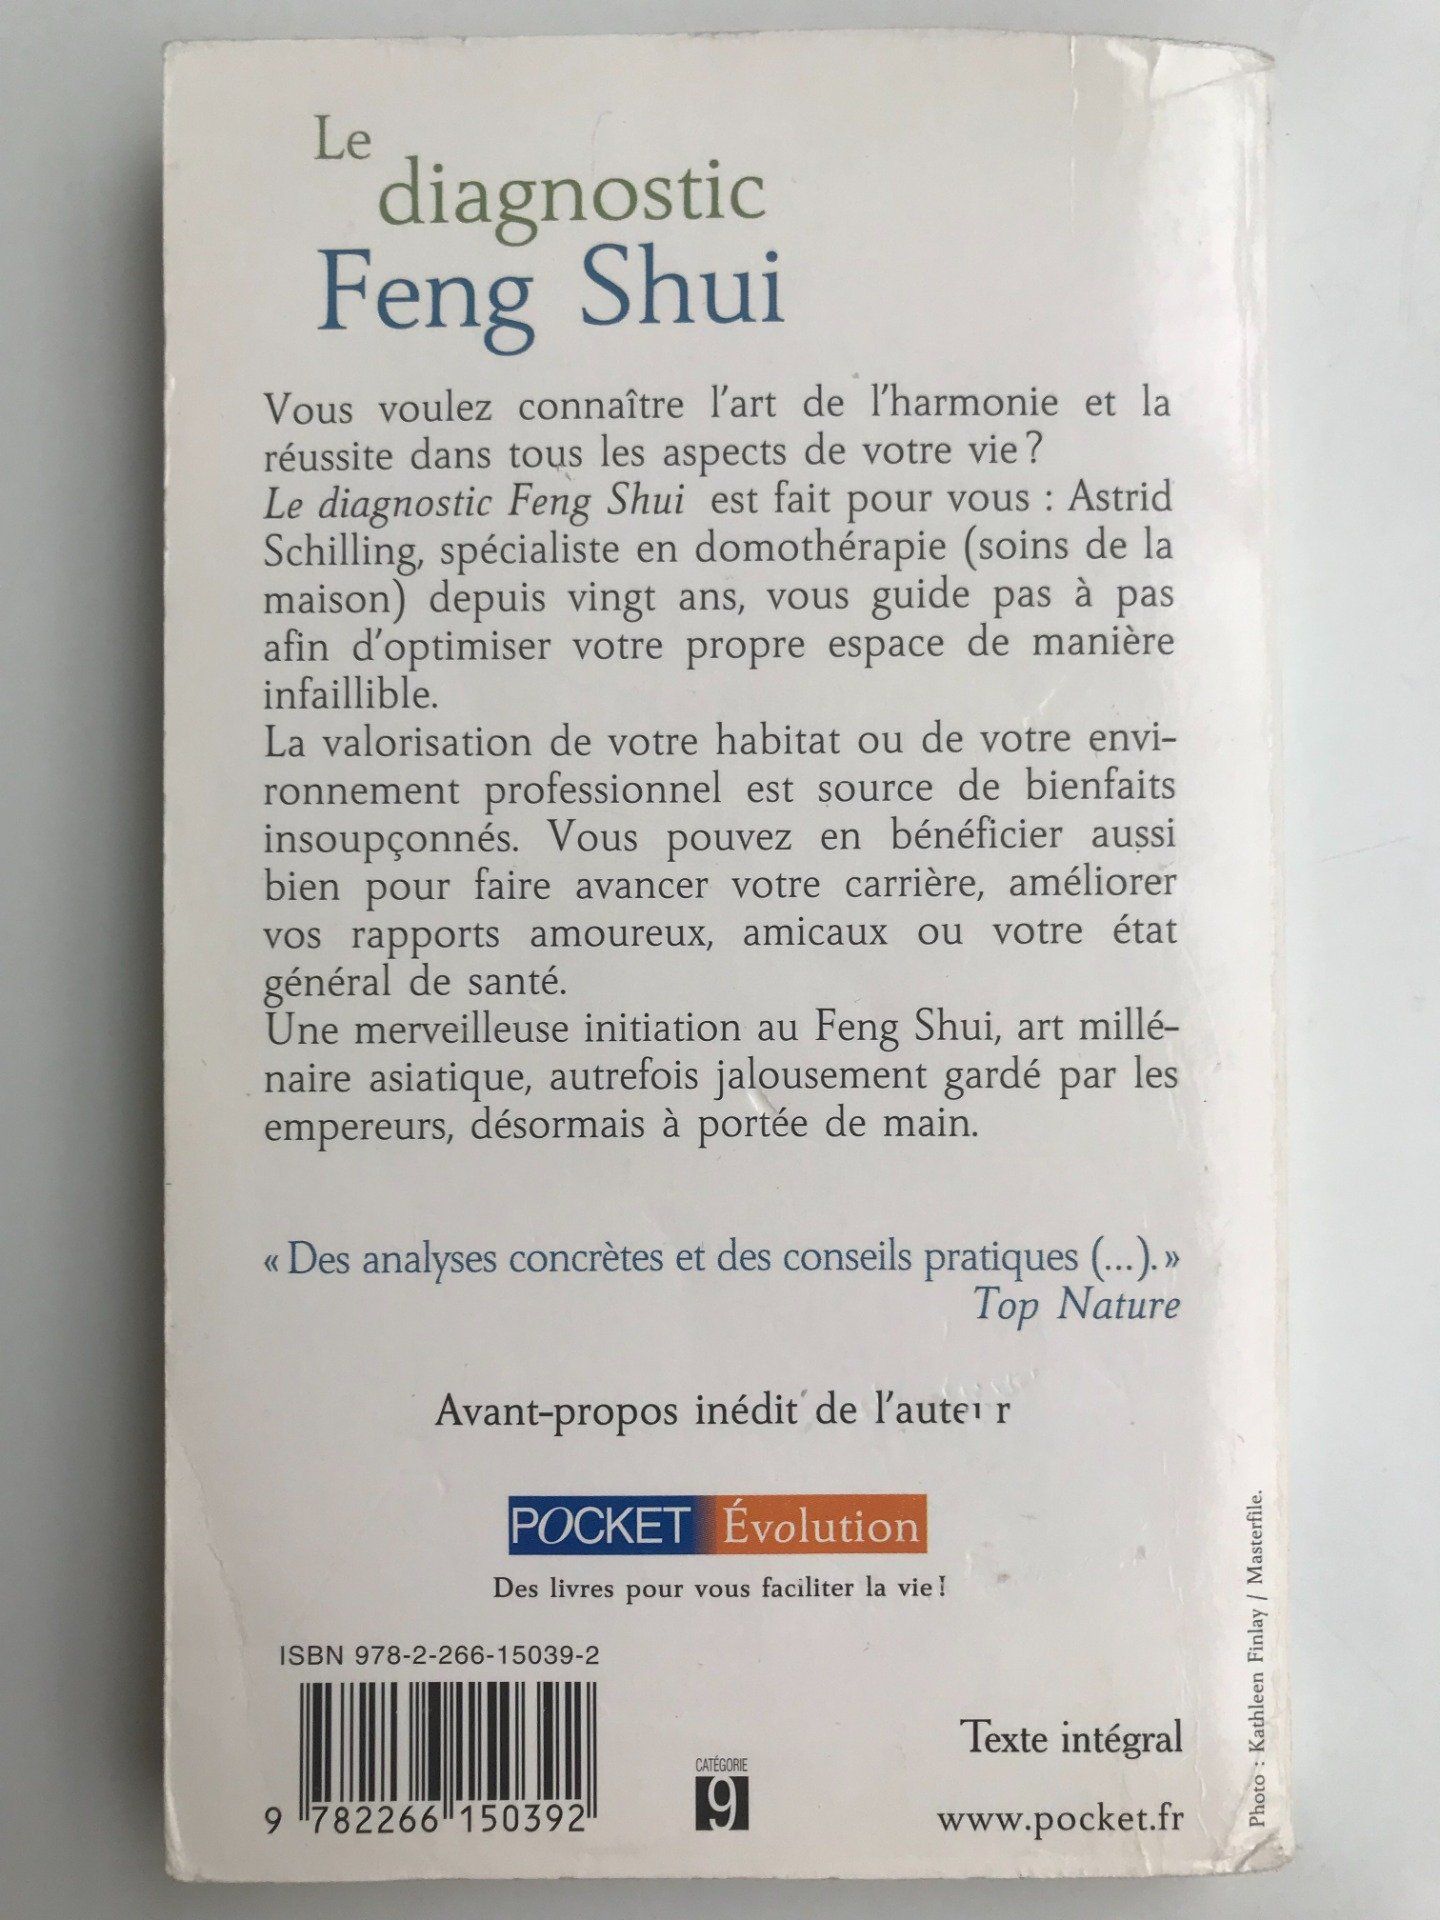 Le
diagnostic
Feng Shui
Vous voulez connaître l'art de l'harmonie et la
réussite dans tous les aspects de votre vie ?
Le diagnostic Feng Shui est fait pour vous : Astrid
Schilling, spécialiste en domothérapie (soins de la
maison) depuis vingt ans, vous guide pas à pas
afin d'optimiser votre propre espace de manière
infaillible.
La valorisation de votre habitat ou de votre envi-
ronnement professionnel est source de bienfaits
insoupçonnés. Vous pouvez en bénéficier aussi
bien pour faire avancer votre carrière, améliorer
vos rapports amoureux, amicaux ou votre état
général de santé.
Une merveilleuse initiation au Feng Shui, art millé-
naire asiatique, autrefois jalousement gardé par les
empereurs, désormais à portée de main.
« Des analyses concrètes et des conseils pratiques (...). »
Top Nature
Avant-propos inédit de l'auteur
POCKET Évolution
Des livres pour vous faciliter la vie !
ISBN 978-2-266-15039-2
9 782266 150392
CATÉGORIE
9
Texte intégral
www.pocket.fr
Photo : Kathleen Finlay / Masterfile.